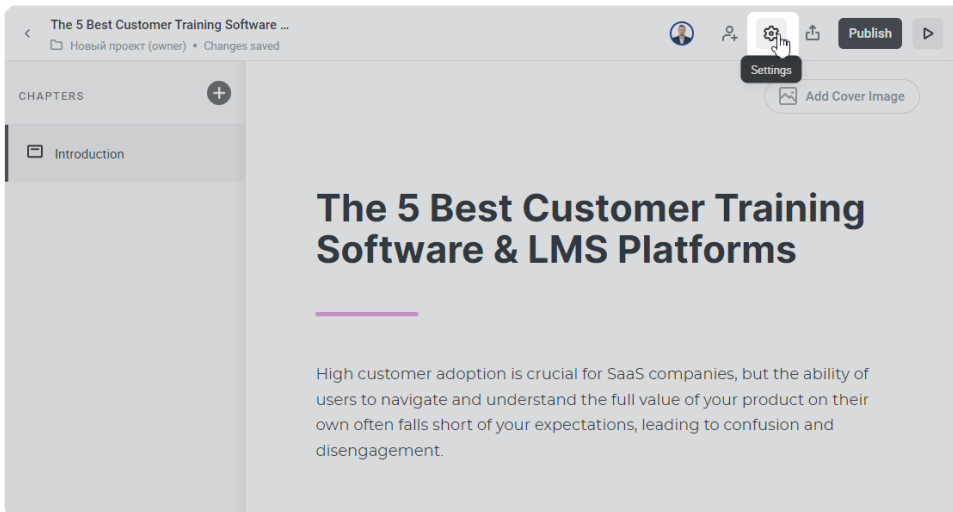 The 5 Best Customer Training Software ...
Новый проект (owner) • Changes saved
Publish
Settings
CHAPTERS
Add Cover Image
Introduction
The 5 Best Customer Training
Software & LMS Platforms
High customer adoption is crucial for SaaS companies, but the ability of
users to navigate and understand the full value of your product on their
own often falls short of your expectations, leading to confusion and
disengagement.